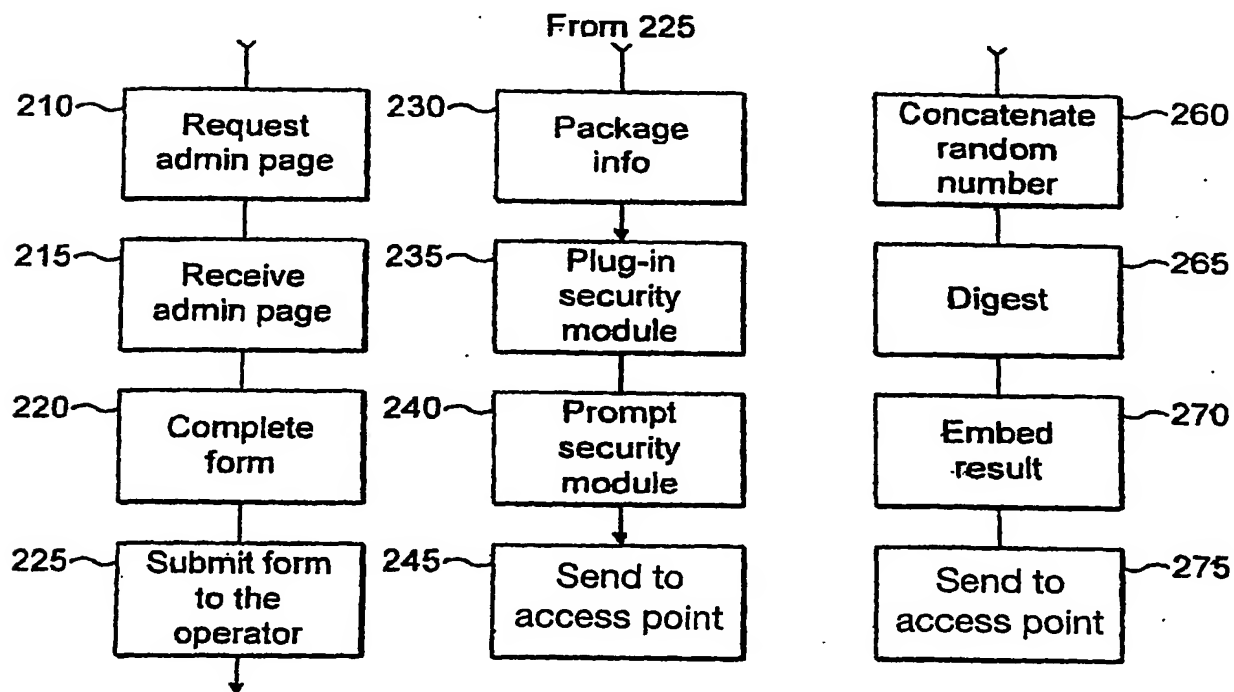 210
Request
admin page
215
Receive
admin page
220
Complete
form
225
Submit form
to the
operator
From 225
230
Package
info
235
Plug-in
security
module
240
Prompt
security
module
245
Send to
access point
260
Concatenate
random
number
265
Digest
270
Embed
result
275
Send to
access point